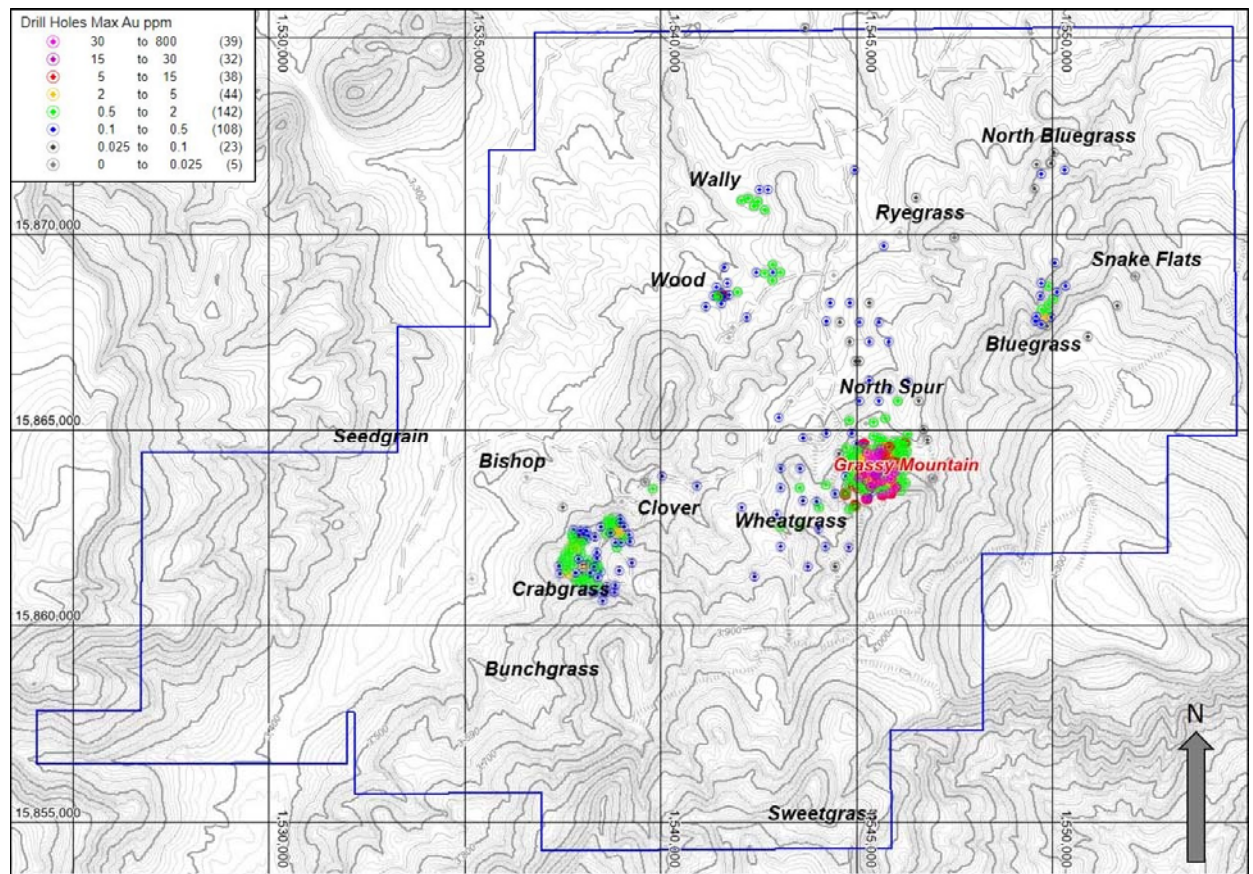 Drill Holes Max Au ppm
30 to 800 (39)
15 to 30 (32)
5 to 15 (38)
2 to 5 (44)
0.5 to 2 (142)
0.1 to 0.5 (108)
0.025 to 0.1 (23)
0 to 0.025 (5)
1,530,000
1,535,000
1,540,000
1,545,000
1,550,000
North Bluegrass
Wally
Ryegrass
15,870,000
Snake Flats
Wood
Bluegrass
North Spur
15,865,000
Seedgrain
Bishop
Grassy Mountain
Clover
Wheatgrass
Crabgrass
15,860,000
Bunchgrass
N
15,855,000
Sweetgrass
1,530,000
1,540,000
1,545,000
1,550,000